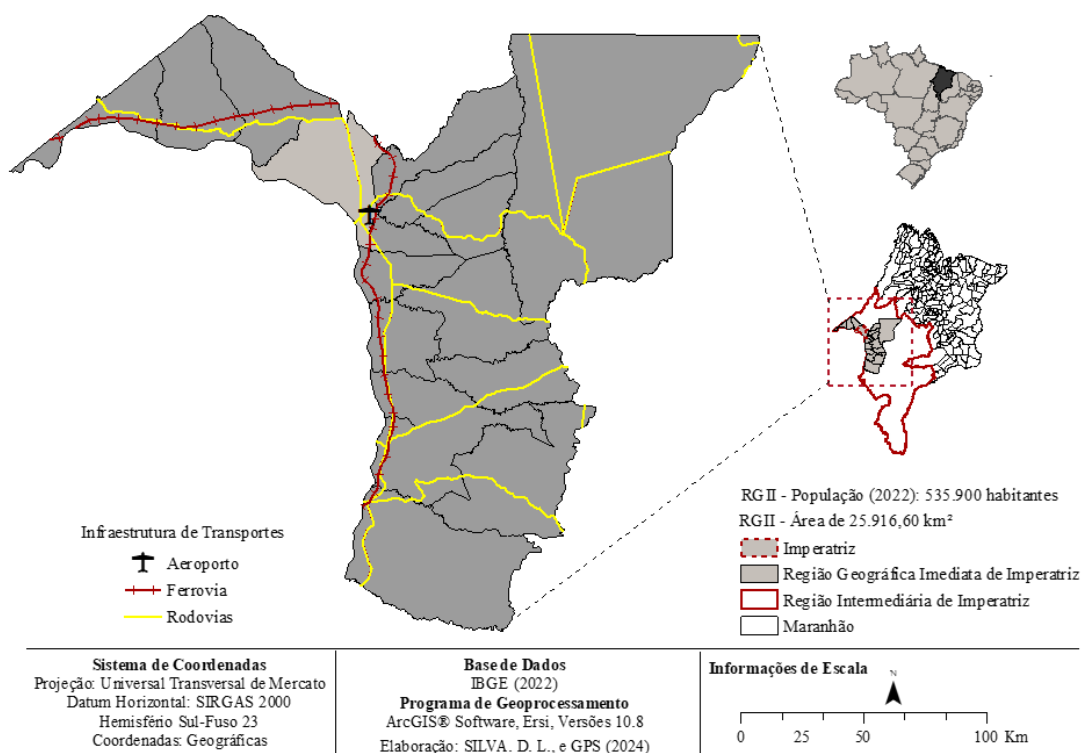 RGII - População (2022): 535.900 habitantes
RGII - Área de 25.916,60 km²
Imperatriz
Região Geográfica Imediata de Imperatriz
Região Intermediária de Imperatriz
Maranhão
Infraestrutura de Transportes
Aeroporto
Ferrovia
Rodovias
Sistema de Coordenadas
Projeção: Universal Transversal de Mercato
Datum Horizontal: SIRGAS 2000
Hemisfério Sul-Fuso 23
Coordenadas: Geográficas
Base de Dados
IBGE (2022)
Programa de Geoprocessamento
ArcGIS® Software, Ersi, Versões 10.8
Elaboração: SILVA. D. L., e GPS (2024)
Informações de Escala
N
0 25 50 100 Km